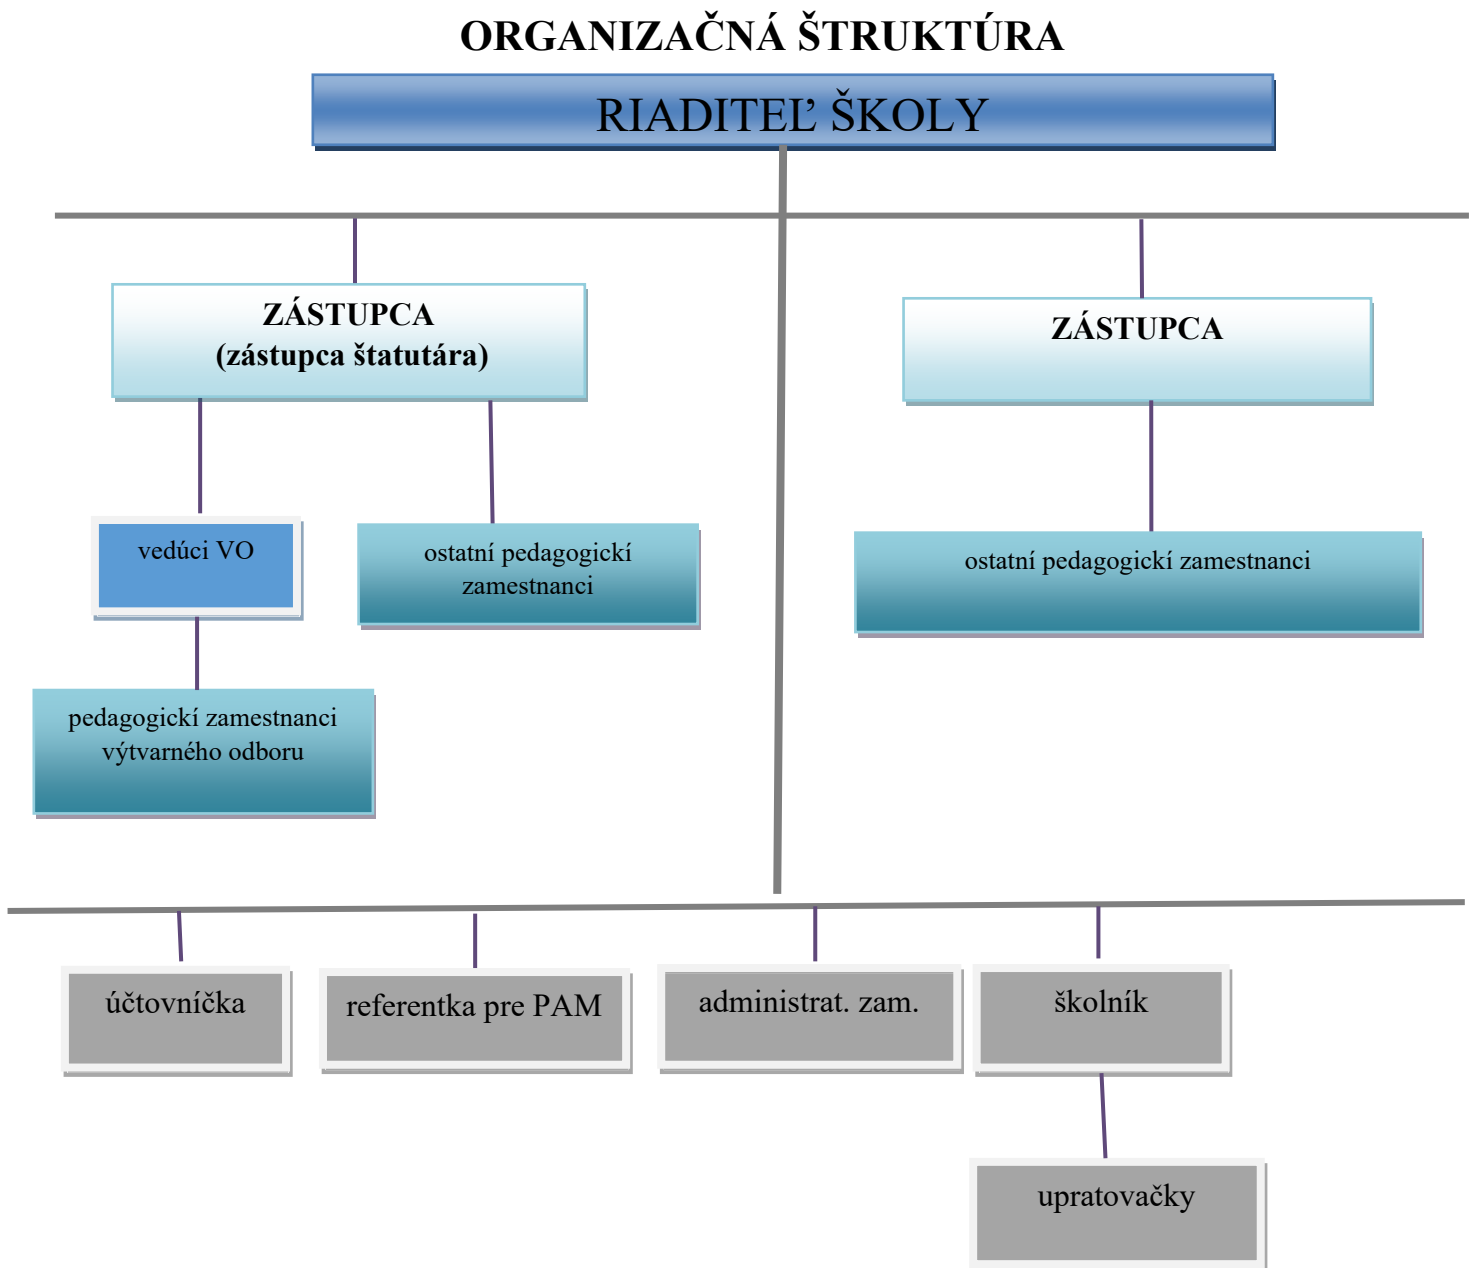 ORGANIZAČNÁ ŠTRUKTÚRA
RIADITEĽ ŠKOLY
ZÁSTUPCA
(zástupca štatutára)
ZÁSTUPCA
vedúci VO
ostatní pedagogickí
zamestnanci
ostatní pedagogickí zamestnanci
pedagogickí zamestnanci
výtvarného odboru
účtovníčka
referentka pre PAM
administrat. zam.
školník
upratovačky